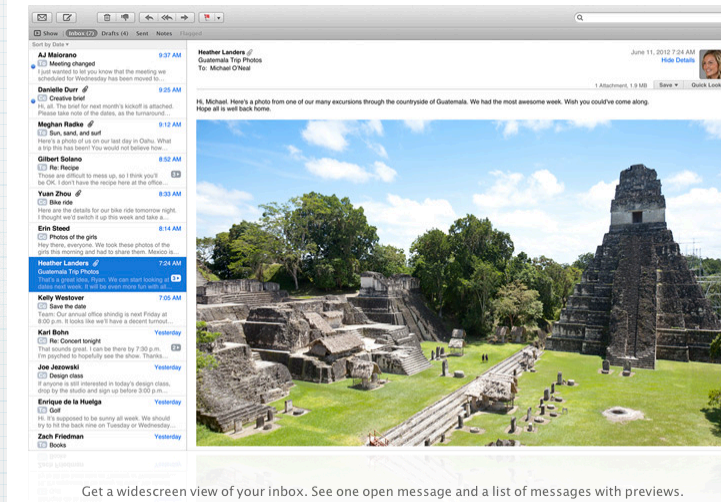 Show Inbox (7) Drafts (4) Sent Notes Flagged
Sort by Date
AJ Maiorano 9:37 AM
To Meeting changed
I just wanted to let you know that the meeting we
scheduled for Wednesday has been moved to...
Danielle Durr 9:25 AM
Cc Creative brief
Hi, all. The brief for next month's kickoff is attached.
Please take note of the dates, as the turnaround...
Meghan Radke 9:12 AM
To Sun, sand, and surf
Here's a photo of us on our last day in Oahu. What
a trip this has been! You would not believe how...
Gilbert Solano 8:52 AM
To Re: Recipe
Those are difficult to mess up, so I think you'll
be OK. I don't have the recipe here at the office...
Yuan Zhou 8:33 AM
Cc Bike ride
Here are the details for our bike ride tomorrow night.
I thought we'd switch it up this week and take a...
Erin Steed 8:14 AM
Cc Photos of the girls
Hey there, everyone. We took these photos of the
girls this morning and had to share them. Mexico is...
Heather Landers 7:24 AM
Guatemala Trip Photos
That's a great idea, Ryan. We can start looking at
dates next week. It will be even more fun with all...
Kelly Westover 7:05 AM
Cc Save the date
Team: Our annual office shindig is next Friday at
8:00 p.m. It looks like we'll have a decent turnout...
Karl Bohn Yesterday
Cc Re: Concert tonight
That sounds great. I can be there by 7:30 p.m.
I'm psyched to hopefully see the show. Thanks...
Joe Jezowski Yesterday
Cc Design class
If anyone is still interested in today's design class,
drop by the studio and sign up before 3:00 p.m...
Enrique de la Huelga Yesterday
To Golf
Hi. It's supposed to be sunny all week. We should
try to hit the back nine on Tuesday or Wednesday...
Zach Friedman Yesterday
To Books
Heather Landers June 11, 2012 7:24 AM
Guatemala Trip Photos Hide Details
To: Michael O'Neal
1 Attachment, 1.9 MB Save Quick Look
Hi, Michael. Here's a photo from one of our many excursions through the countryside of Guatemala. We had the most awesome week. Wish you could've come along.
Hope all is well back home.
Get a widescreen view of your inbox. See one open message and a list of messages with previews.